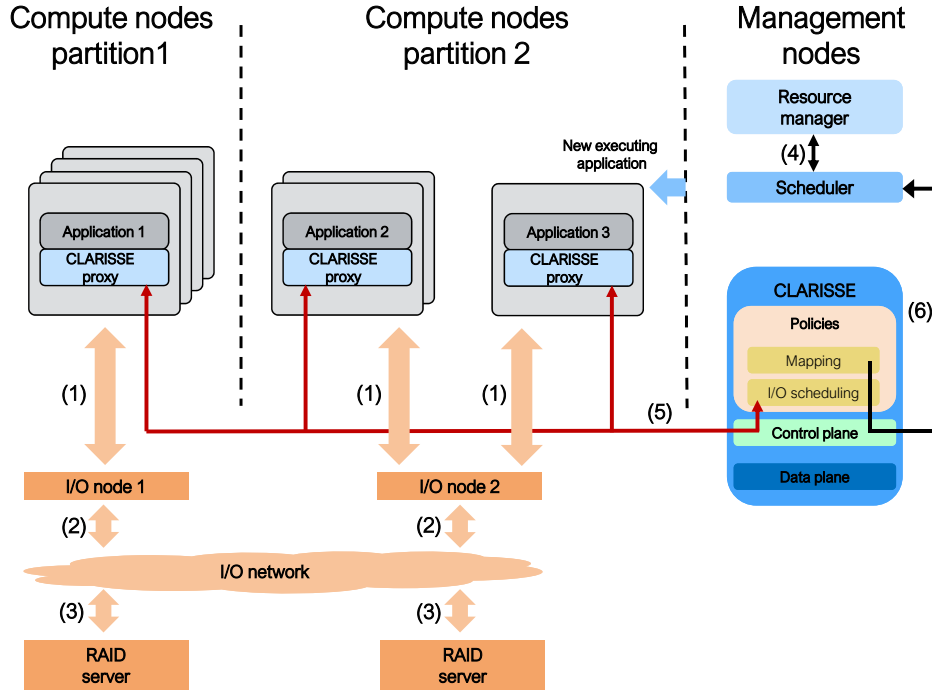 Compute nodes
partition1
Compute nodes
partition 2
Management
nodes
Resource
manager
(4)
Scheduler
New executing
application
Application 1
CLARISSE
proxy
Application 2
CLARISSE
proxy
Application 3
CLARISSE
proxy
CLARISSE
(6)
Policies
Mapping
I/O scheduling
Control plane
Data plane
(1)
(1)
(1)
(5)
I/O node 1
I/O node 2
(2)
(2)
I/O network
(3)
(3)
RAID
server
RAID
server